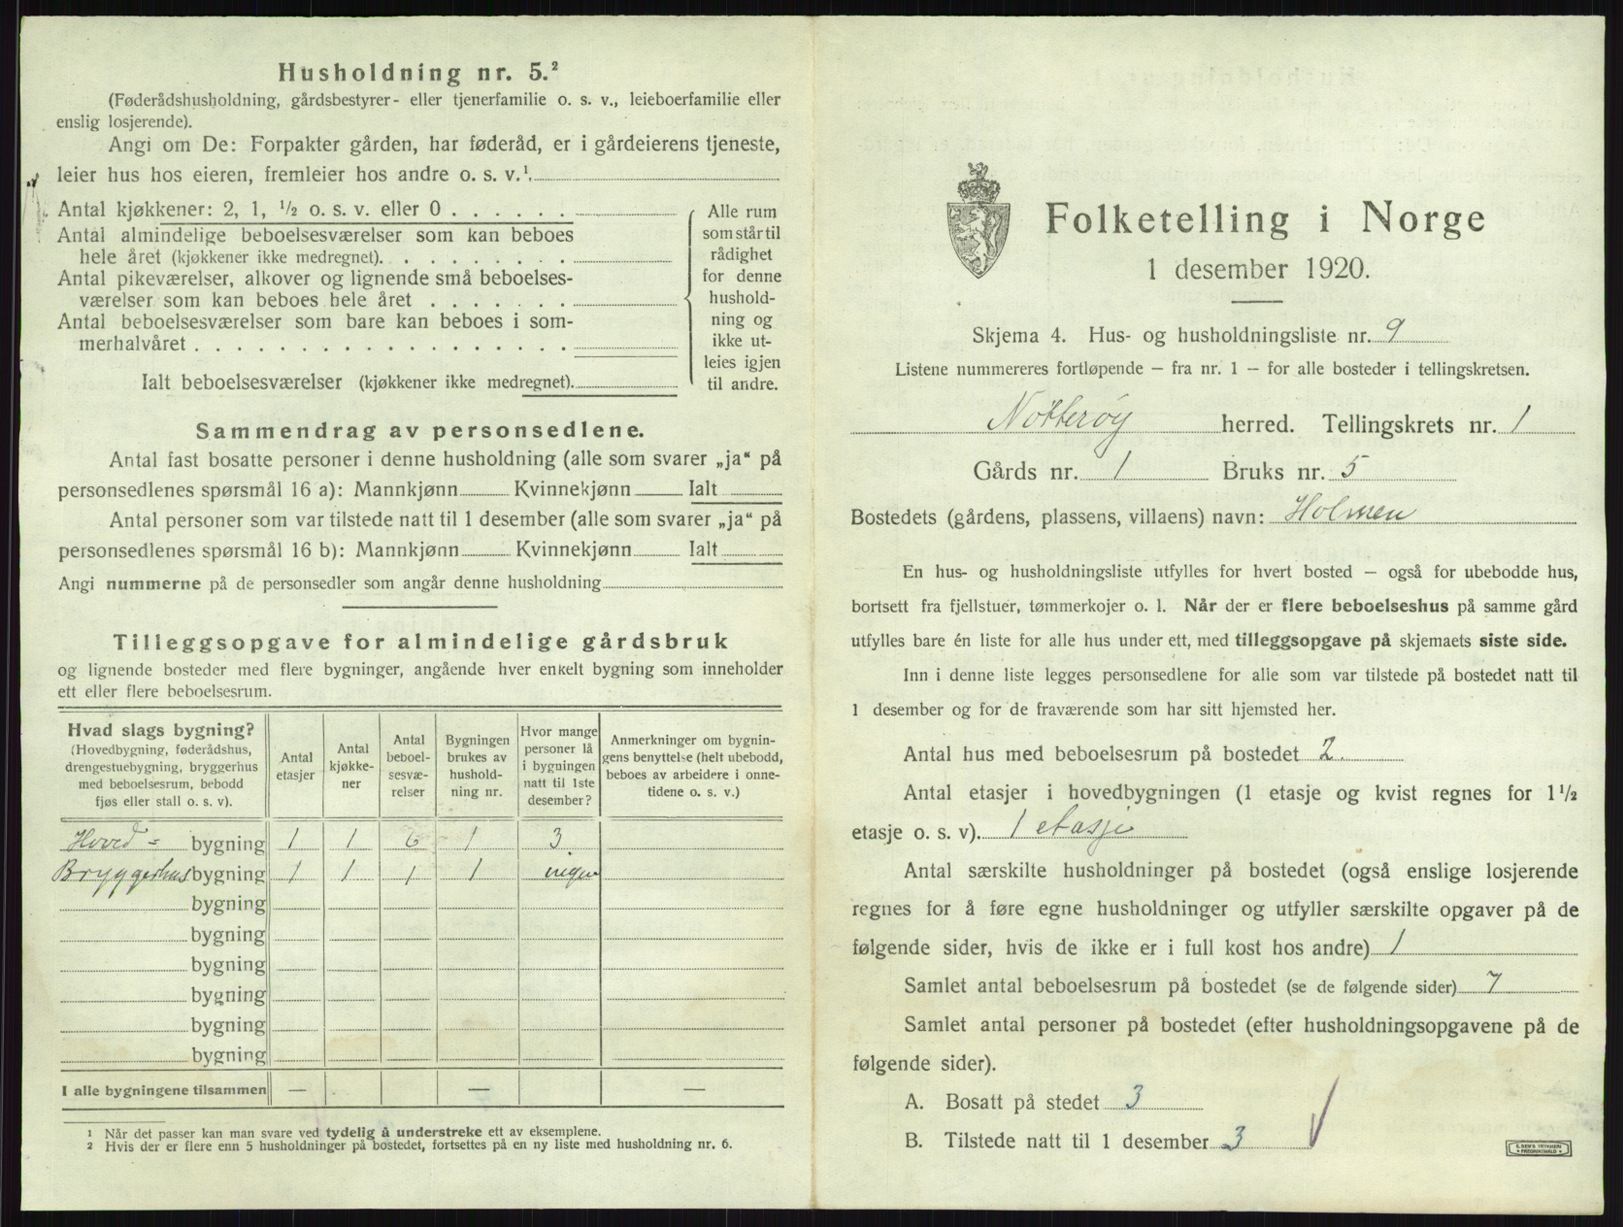 Husholdning nr. 5.²
(Føderådshusholdning, gårdsbestyrer- eller tjenerfamilie o. s. v., leieboerfamilie eller
enslig losjerende).
Angi om De: Forpakter gården, har føderåd, er i gårdeierens tjeneste,
leier hus hos eieren, fremleier hos andre o. s. v.¹
Antal kjøkkener: 2, 1, ½ o. s. v. eller 0
Antal almindelige beboelsesværelser som kan beboes
hele året (kjøkkener ikke medregnet).
Antal pikeværelser, alkover og lignende små beboelses-
værelser som kan beboes hele året
Antal beboelsesværelser som bare kan beboes i som-
merhalvåret
Ialt beboelsesværelser (kjøkkener ikke medregnet).
Alle rum
som står til
rådighet
for denne
hushold-
ning og
ikke ut-
leies igjen
til andre.
Sammendrag av personsedlene.
Antal fast bosatte personer i denne husholdning (alle som svarer „ja“ på
personsedlenes spørsmål 16 a): Mannkjønn Kvinnekjønn Ialt
Antal personer som var tilstede natt til 1 desember (alle som svarer „ja“ på
personsedlenes spørsmål 16 b): Mannkjønn Kvinnekjønn Ialt
Angi nummerne på de personsedler som angår denne husholdning
Tilleggsopgave for almindelige gårdsbruk
og lignende bosteder med flere bygninger, angående hver enkelt bygning som inneholder
ett eller flere beboelsesrum.
Hvad slags bygning?
(Hovedbygning, føderådshus,
drengestuebygning, bryggerhus
med beboelsesrum, bebodd
fjøs eller stall o. s. v).
Antal
etasjer
Antal
kjøkke-
ner
Antal
beboel-
sesvæ-
relser
Bygningen
brukes av
hushold-
ning nr.
Hvor mange
personer lå
i bygningen
natt til 1ste
desember?
Anmerkninger om bygnin-
gens benyttelse (helt ubebodd,
beboes av arbeidere i onne-
tidene o. s. v.)
Hoved- bygning 1 1 6 1 3
Bryggerhus bygning 1 1 1 1 ingen
bygning
bygning
bygning
bygning
bygning
bygning
I alle bygningene tilsammen — — —
¹ Når det passer kan man svare ved tydelig å understreke ett av eksemplene.
² Hvis der er flere enn 5 husholdninger på bostedet, fortsettes på en ny liste med husholdning nr. 6.
Folketelling i Norge
1 desember 1920.
Skjema 4. Hus- og husholdningsliste nr. 9
Listene nummereres fortløpende – fra nr. 1 – for alle bosteder i tellingskretsen.
Nøtterøy herred. Tellingskrets nr. 1
Gårds nr. 1 Bruks nr. 5
Bostedets (gårdens, plassens, villaens) navn: Holmen
En hus- og husholdningsliste utfylles for hvert bosted – også for ubebodde hus,
bortsett fra fjellstuer, tømmerkojer o. l. Når der er flere beboelseshus på samme gård
utfylles bare én liste for alle hus under ett, med tilleggsopgave på skjemaets siste side.
Inn i denne liste legges personsedlene for alle som var tilstede på bostedet natt til
1 desember og for de fraværende som har sitt hjemsted her.
Antal hus med beboelsesrum på bostedet 2.
Antal etasjer i hovedbygningen (1 etasje og kvist regnes for 1½
etasje o. s. v). 1 etasje
Antal særskilte husholdninger på bostedet (også enslige losjerende
regnes for å føre egne husholdninger og utfyller særskilte opgaver på de
følgende sider, hvis de ikke er i full kost hos andre) 1
Samlet antal beboelsesrum på bostedet (se de følgende sider) 7
Samlet antal personer på bostedet (efter husholdningsopgavene på de
følgende sider).
A. Bosatt på stedet 3
B. Tilstede natt til 1 desember 3